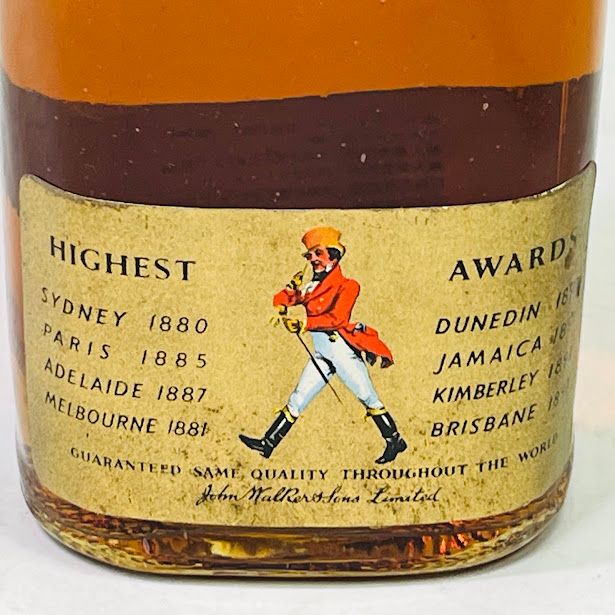 HIGHEST AWARDS
SYDNEY 1880
PARIS 1885
ADELAIDE 1887
MELBOURNE 1881
DUNEDIN
JAMAICA
KIMBERLEY
BRISBANE
GUARANTEED SAME QUALITY THROUGHOUT THE WORLD
John Walker & Sons Limited